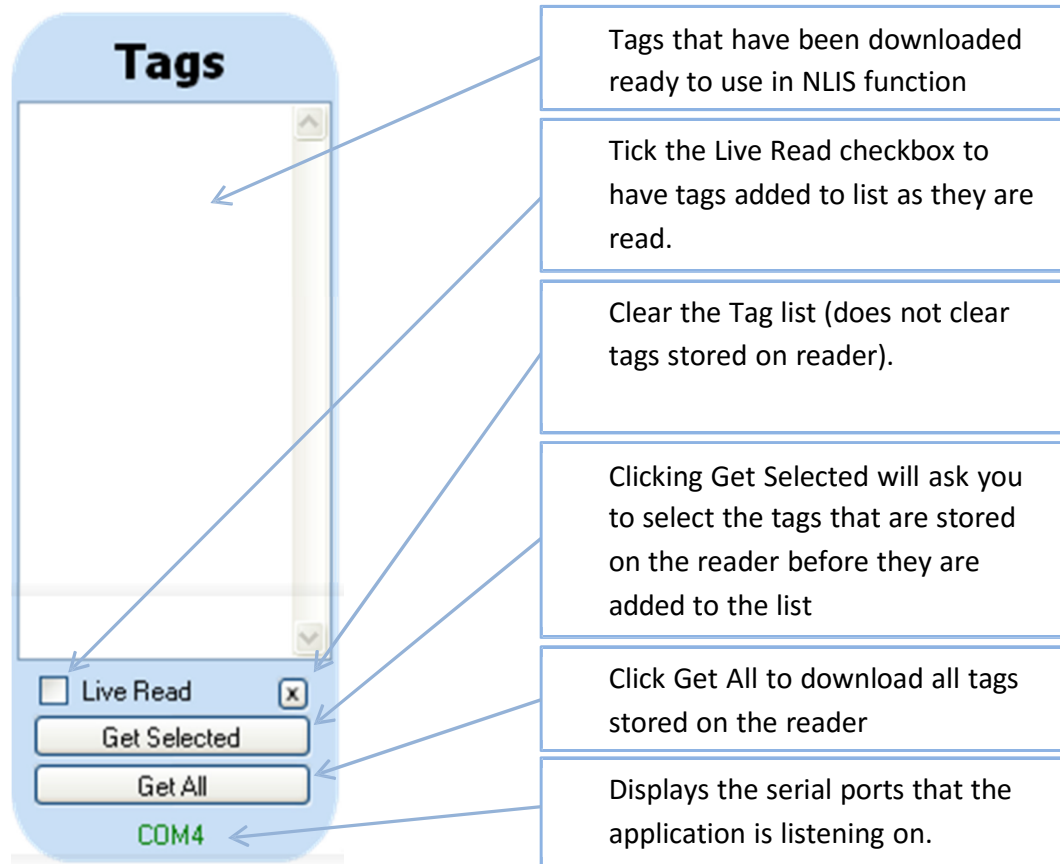 Tags
Live Read
x
Get Selected
Get All
COM4
Tags that have been downloaded
ready to use in NLIS function
Tick the Live Read checkbox to
have tags added to list as they are
read.
Clear the Tag list (does not clear
tags stored on reader).
Clicking Get Selected will ask you
to select the tags that are stored
on the reader before they are
added to the list
Click Get All to download all tags
stored on the reader
Displays the serial ports that the
application is listening on.